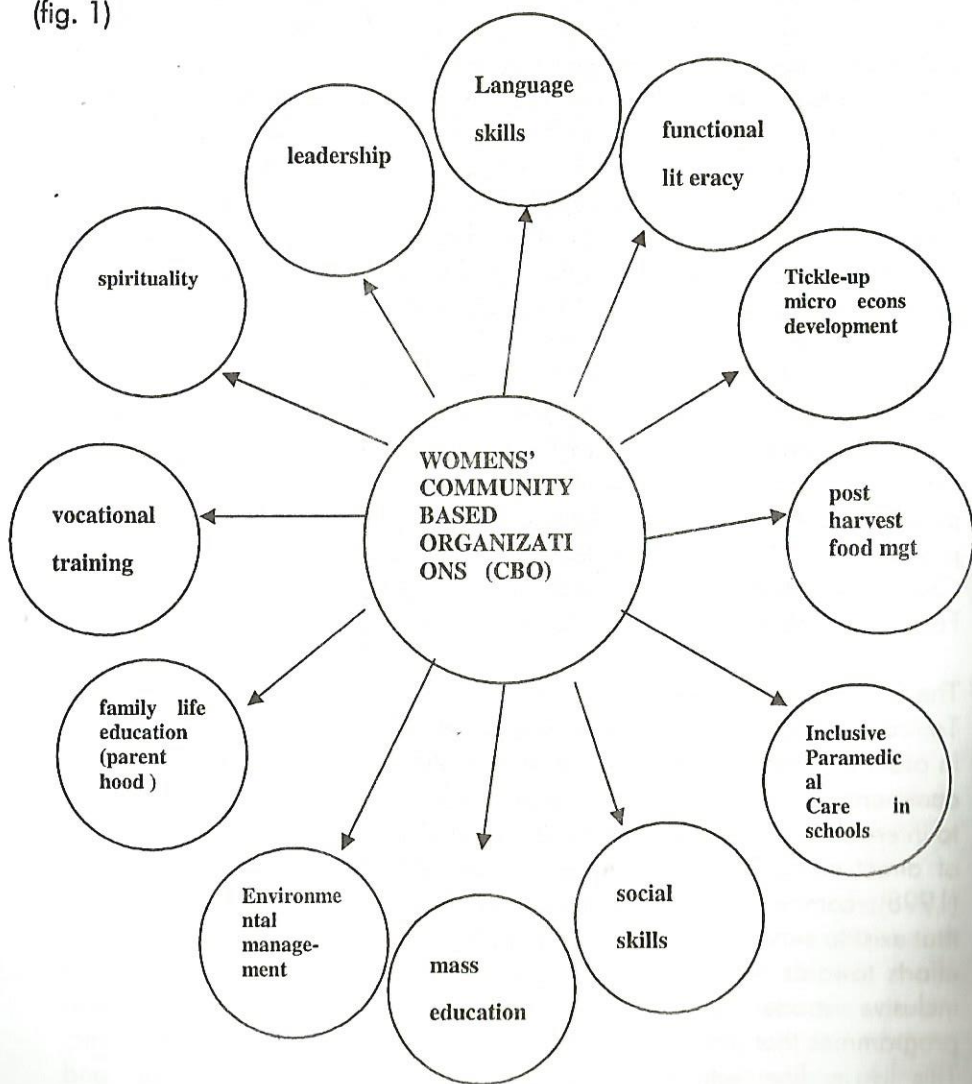 (fig. 1)
Language
skills
functional
lit eracy
leadership
Tickle-up
micro econs
development
spirituality
WOMENS'
COMMUNITY
BASED
ORGANIZATI
ONS (CBO)
post
harvest
food mgt
vocational
training
family life
education
(parent
hood )
Inclusive
Paramedic
al
Care in
schools
Environme
ntal
manage-
ment
mass
education
social
skills